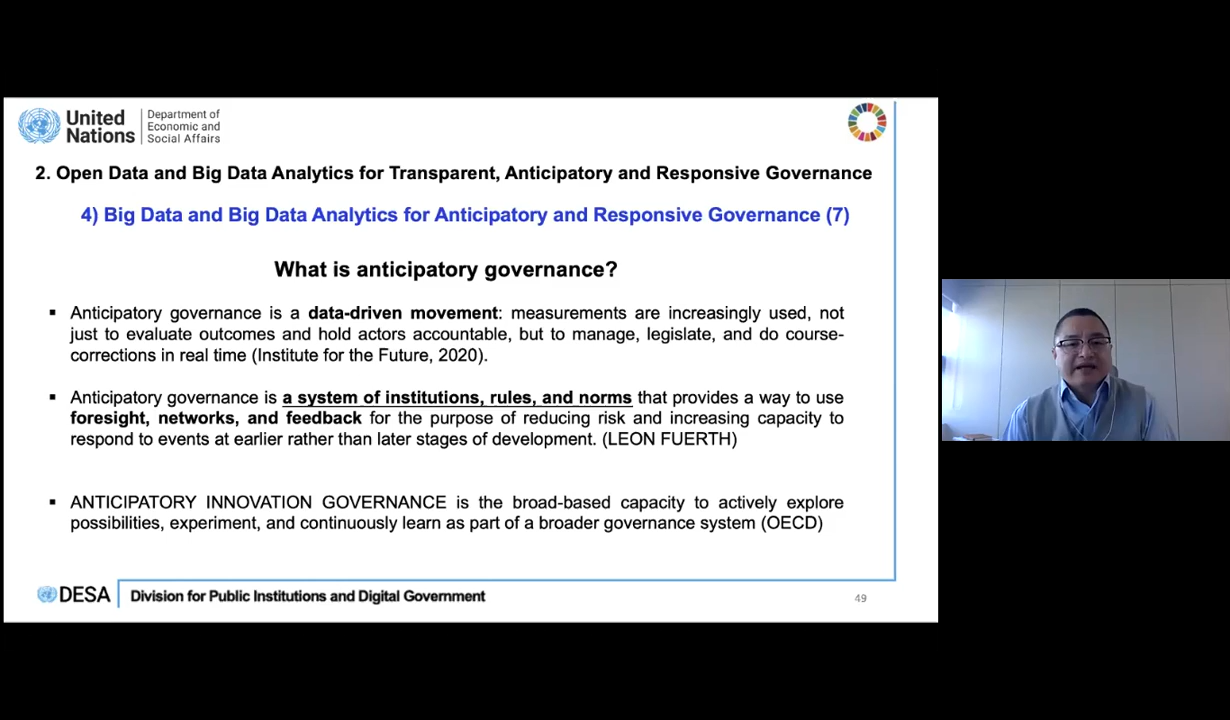 United
Nations
Department of
Economic and
Social Affairs
2. Open Data and Big Data Analytics for Transparent, Anticipatory and Responsive Governance
4) Big Data and Big Data Analytics for Anticipatory and Responsive Governance (7)
What is anticipatory governance?
▪ Anticipatory governance is a data-driven movement: measurements are increasingly used, not
just to evaluate outcomes and hold actors accountable, but to manage, legislate, and do course-
corrections in real time (Institute for the Future, 2020).
▪ Anticipatory governance is a system of institutions, rules, and norms that provides a way to use
foresight, networks, and feedback for the purpose of reducing risk and increasing capacity to
respond to events at earlier rather than later stages of development. (LEON FUERTH)
▪ ANTICIPATORY INNOVATION GOVERNANCE is the broad-based capacity to actively explore
possibilities, experiment, and continuously learn as part of a broader governance system (OECD)
DESA
Division for Public Institutions and Digital Government
49